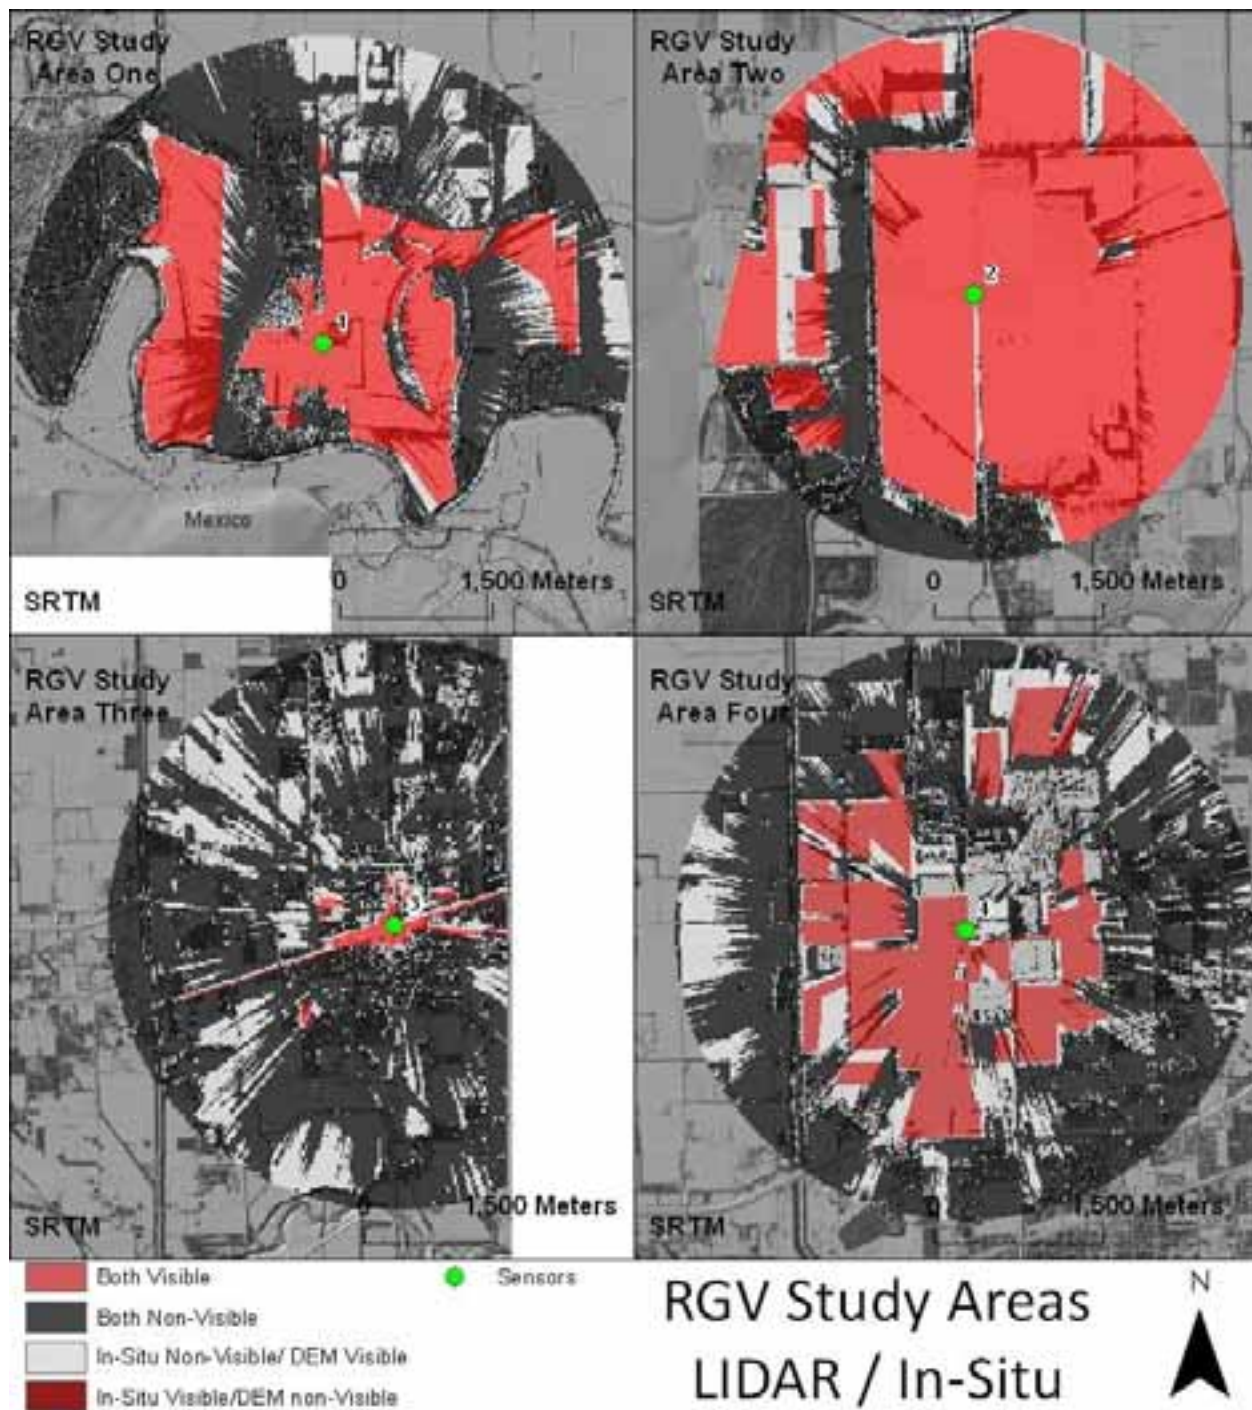 RGV Study
Area One
1
Mexico
0 1,500 Meters
SRTM
RGV Study
Area Two
2
0 1,500 Meters
SRTM
RGV Study
Area Three
3
0 1,500 Meters
SRTM
RGV Study
Area Four
0 1,500 Meters
SRTM
Both Visible
Both Non-Visible
In-Situ Non-Visible/ DEM Visible
In-Situ Visible/DEM non-Visible
Sensors
RGV Study Areas
LIDAR / In-Situ
N